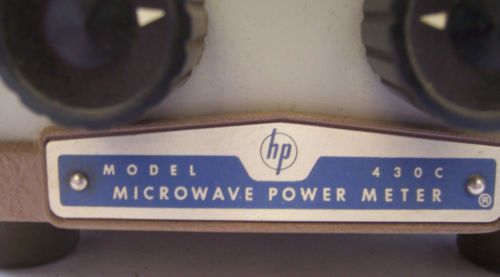 hp
MODEL 430C
MICROWAVE POWER METER ®